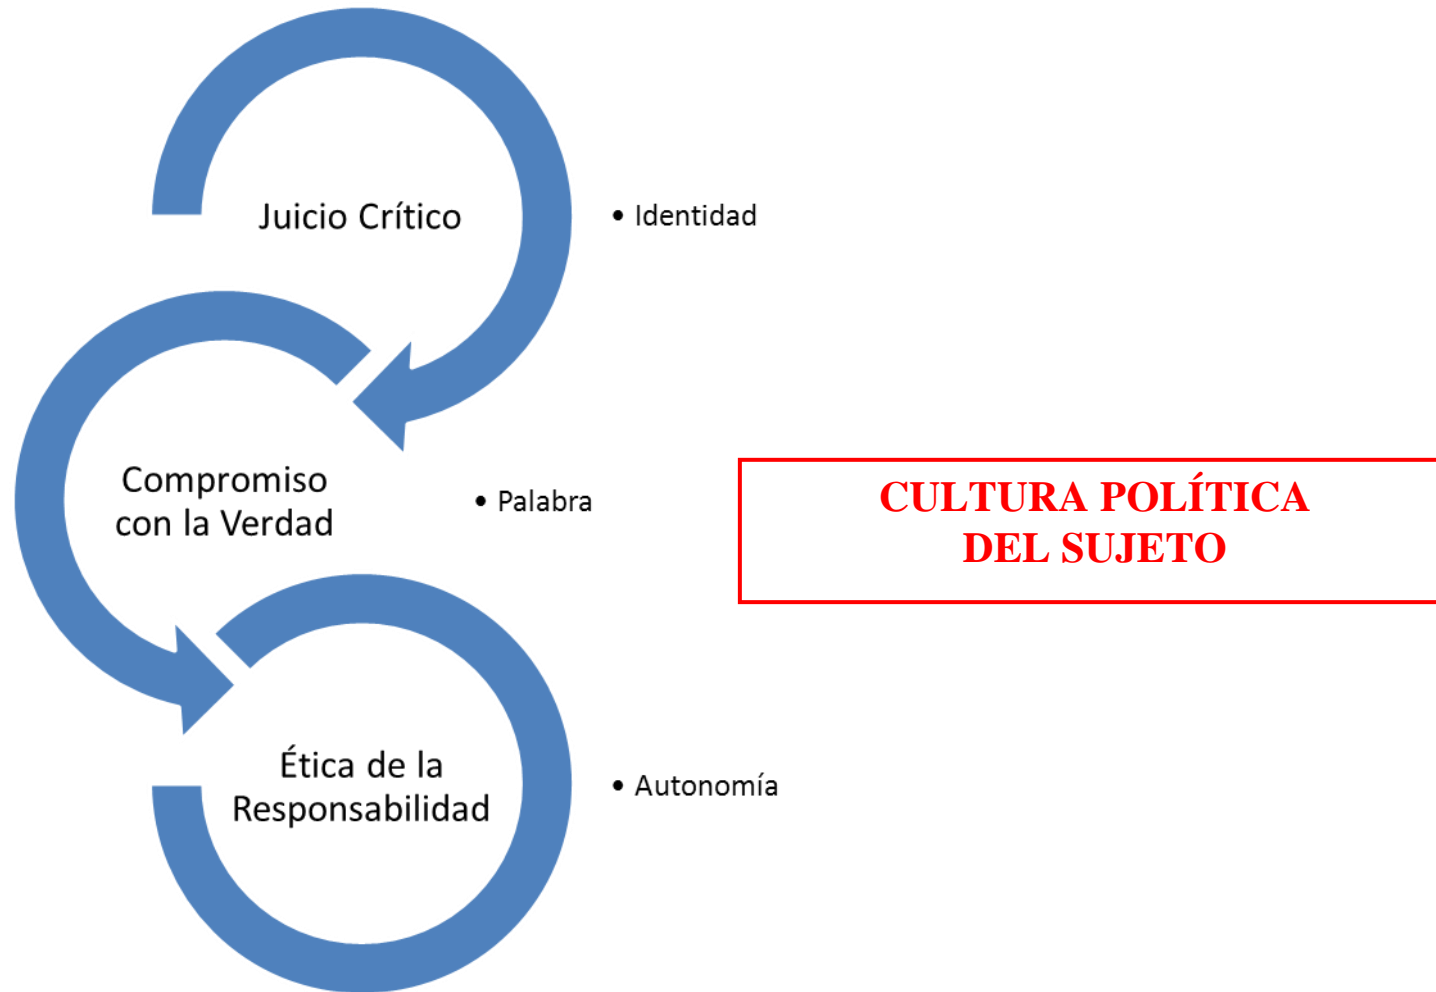 Juicio Crítico
• Identidad
Compromiso
con la Verdad
• Palabra
CULTURA POLÍTICA
DEL SUJETO
Ética de la
Responsabilidad
• Autonomía